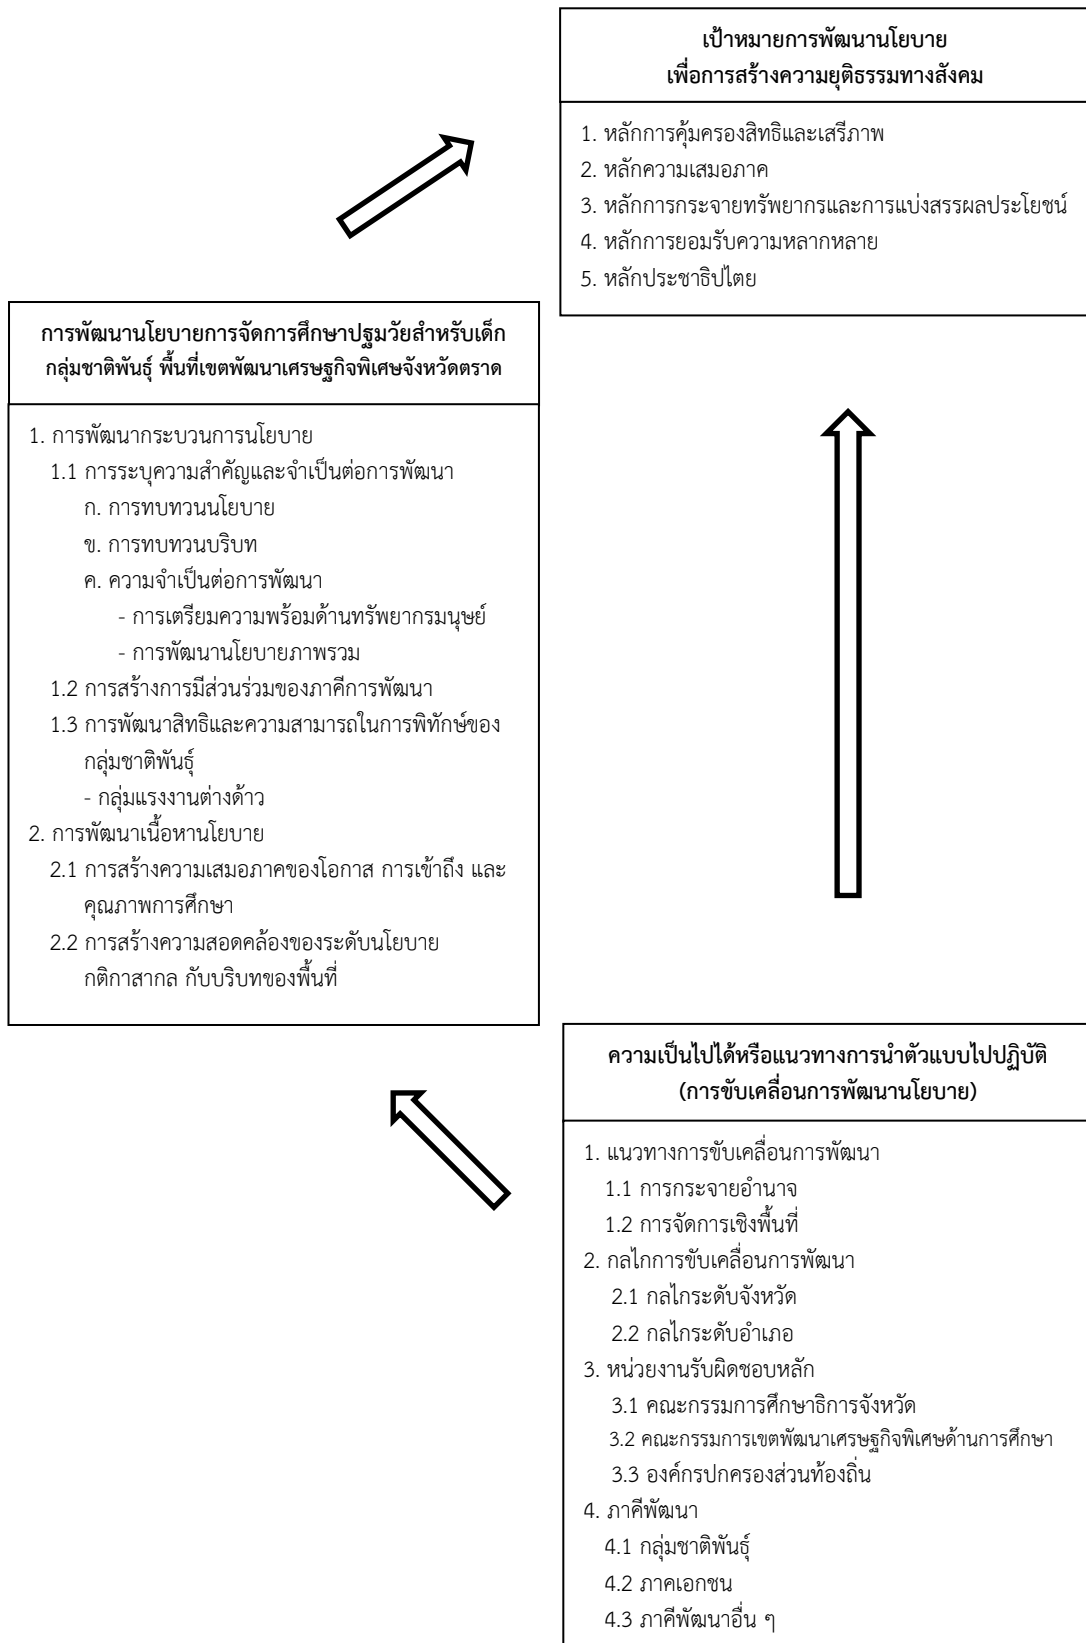 เป้าหมายการพัฒนานโยบาย
เพื่อการสร้างความยุติธรรมทางสังคม
1. หลักการคุ้มครองสิทธิและเสรีภาพ
2. หลักความเสมอภาค
3. หลักการกระจายทรัพยากรและการแบ่งสรรผลประโยชน์
4. หลักการยอมรับความหลากหลาย
5. หลักประชาธิปไตย
การพัฒนานโยบายการจัดการศึกษาปฐมวัยสำหรับเด็ก
กลุ่มชาติพันธุ์ พื้นที่เขตพัฒนาเศรษฐกิจพิเศษจังหวัดตราด
1. การพัฒนากระบวนการนโยบาย
1.1 การระบุความสำคัญและจำเป็นต่อการพัฒนา
ก. การทบทวนนโยบาย
ข. การทบทวนบริบท
ค. ความจำเป็นต่อการพัฒนา
- การเตรียมความพร้อมด้านทรัพยากรมนุษย์
- การพัฒนานโยบายภาพรวม
1.2 การสร้างการมีส่วนร่วมของภาคีการพัฒนา
1.3 การพัฒนาสิทธิและความสามารถในการพิทักษ์ของ
กลุ่มชาติพันธุ์
- กลุ่มแรงงานต่างด้าว
2. การพัฒนาเนื้อหานโยบาย
2.1 การสร้างความเสมอภาคของโอกาส การเข้าถึง และ
คุณภาพการศึกษา
2.2 การสร้างความสอดคล้องของระดับนโยบาย
กติกาสากล กับบริบทของพื้นที่
ความเป็นไปได้หรือแนวทางการนำตัวแบบไปปฏิบัติ
(การขับเคลื่อนการพัฒนานโยบาย)
1. แนวทางการขับเคลื่อนการพัฒนา
1.1 การกระจายอำนาจ
1.2 การจัดการเชิงพื้นที่
2. กลไกการขับเคลื่อนการพัฒนา
2.1 กลไกระดับจังหวัด
2.2 กลไกระดับอำเภอ
3. หน่วยงานรับผิดชอบหลัก
3.1 คณะกรรมการศึกษาธิการจังหวัด
3.2 คณะกรรมการเขตพัฒนาเศรษฐกิจพิเศษด้านการศึกษา
3.3 องค์กรปกครองส่วนท้องถิ่น
4. ภาคีพัฒนา
4.1 กลุ่มชาติพันธุ์
4.2 ภาคเอกชน
4.3 ภาคีพัฒนาอื่น ๆ